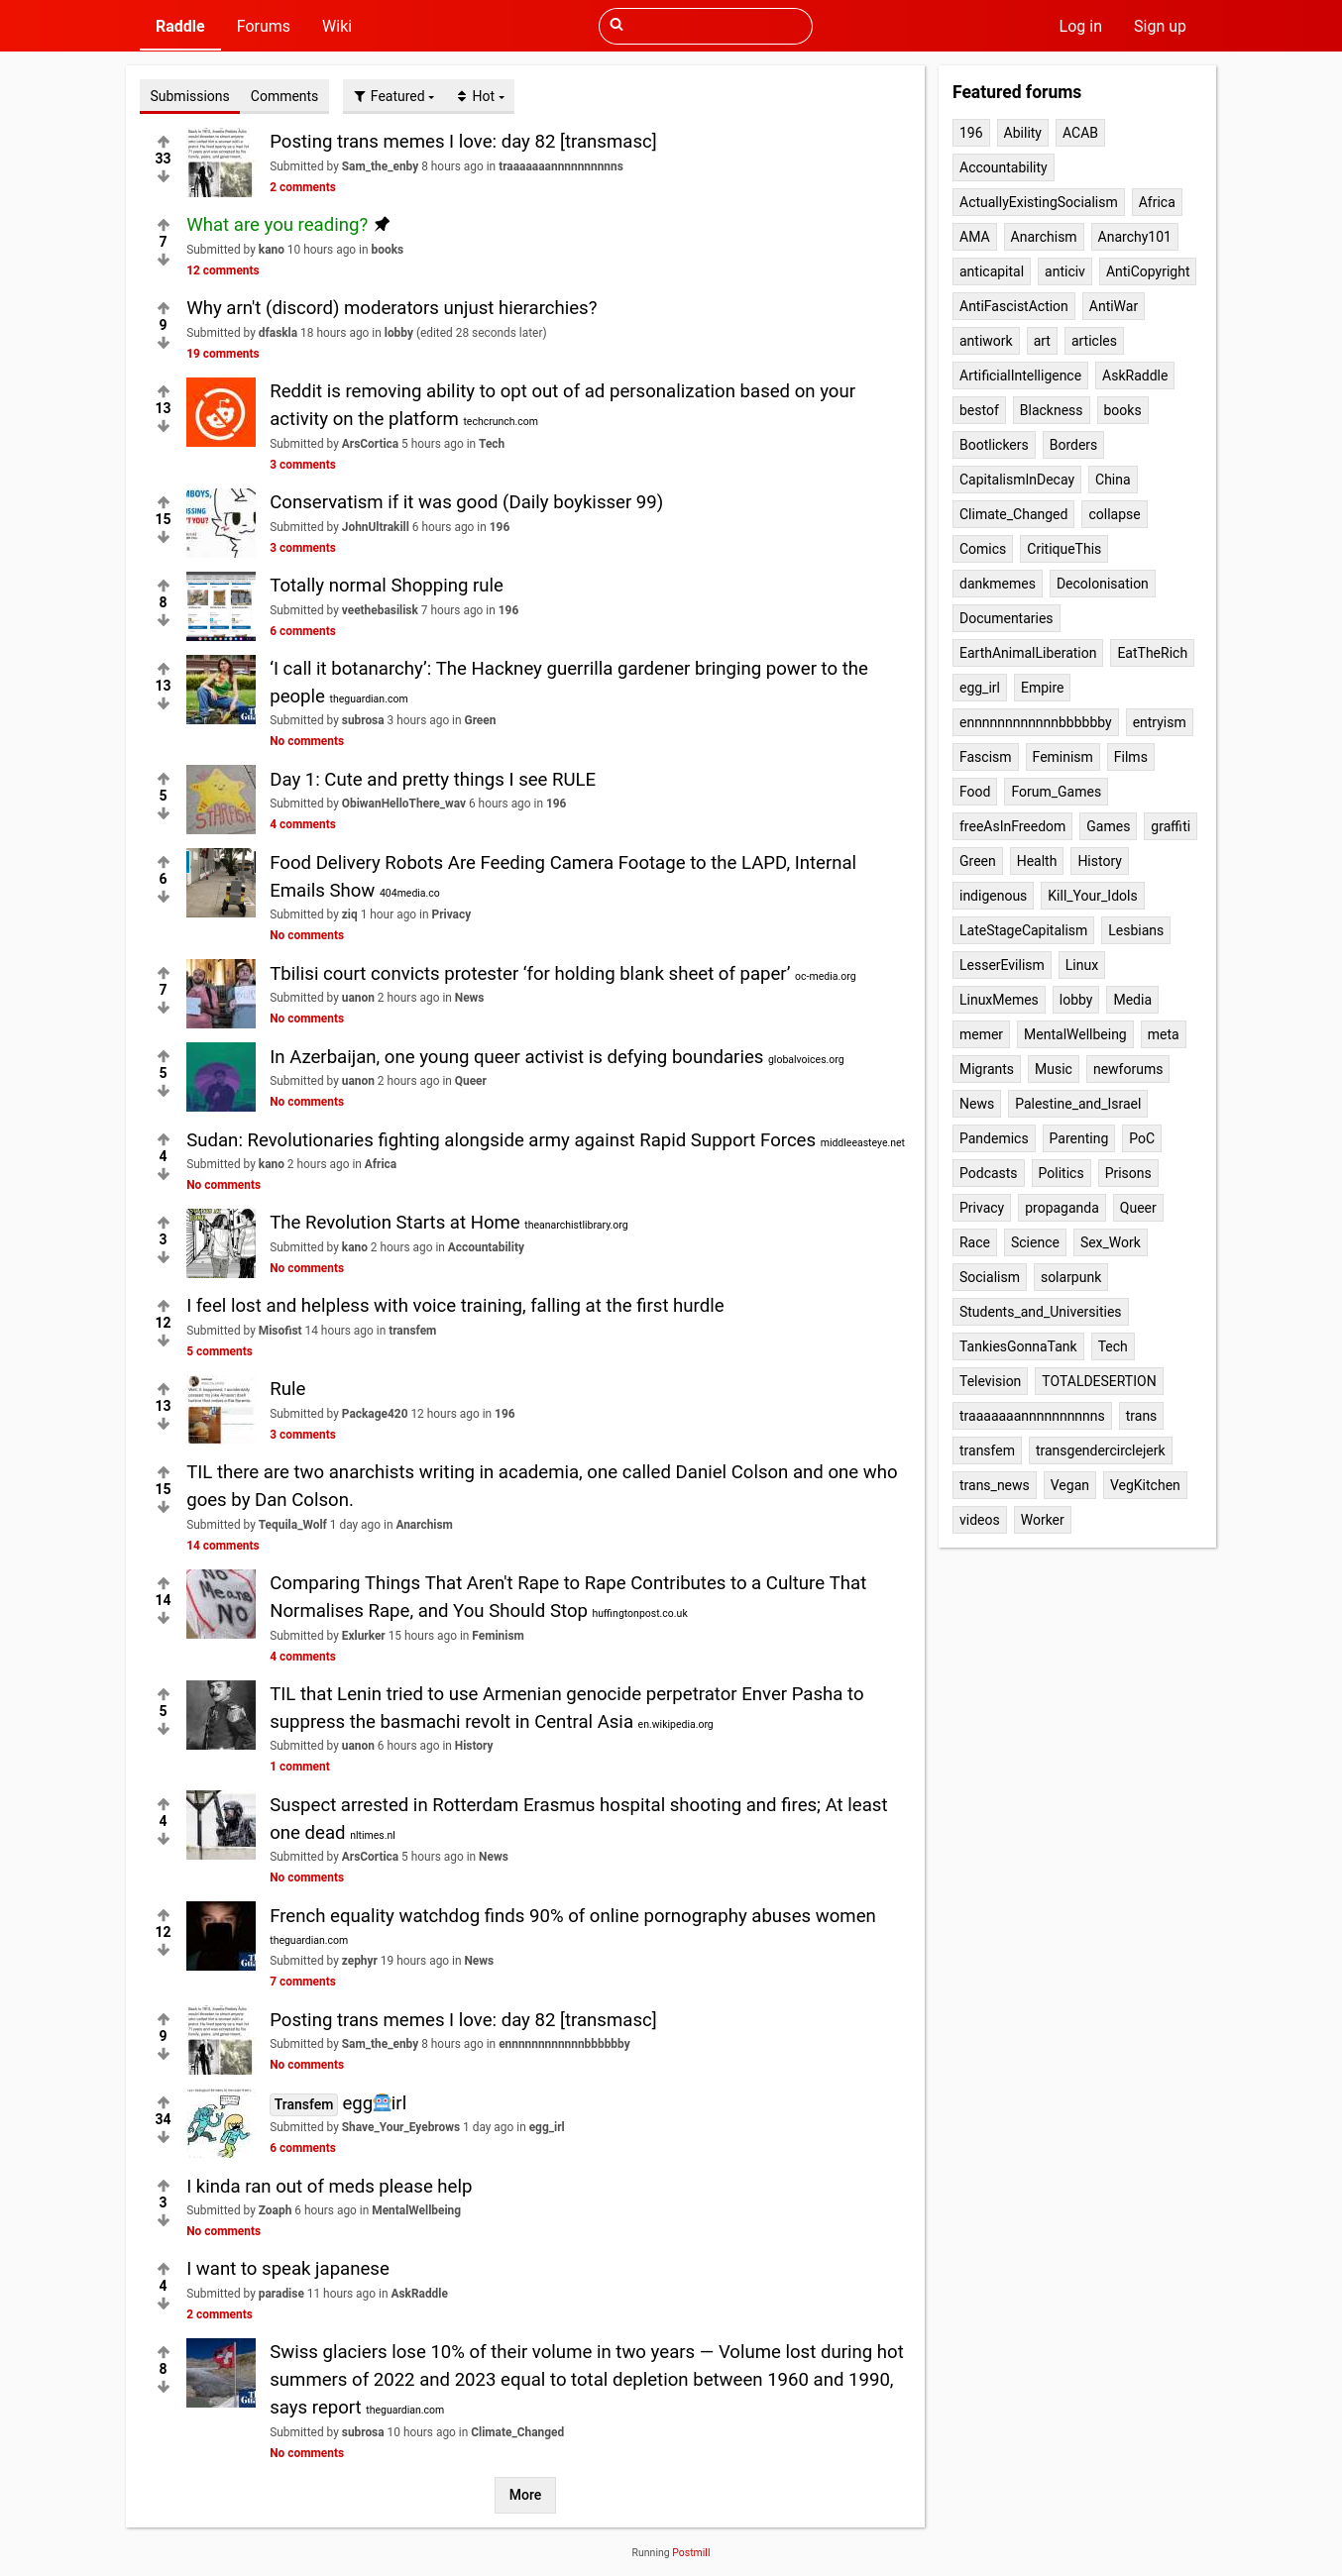 Raddle Forums Wiki Log in Sign up
Submissions Comments Featured Hot
33
Posting trans memes I love: day 82 [transmasc]
Submitted by Sam_the_enby 8 hours ago in traaaaaaannnnnnnnnns
2 comments
7
What are you reading?
Submitted by kano 10 hours ago in books
12 comments
9
Why arn't (discord) moderators unjust hierarchies?
Submitted by dfaskla 18 hours ago in lobby (edited 28 seconds later)
19 comments
13
Reddit is removing ability to opt out of ad personalization based on your
activity on the platform techcrunch.com
Submitted by ArsCortica 5 hours ago in Tech
3 comments
15
Conservatism if it was good (Daily boykisser 99)
Submitted by JohnUltrakill 6 hours ago in 196
3 comments
8
Totally normal Shopping rule
Submitted by veethebasilisk 7 hours ago in 196
6 comments
13
‘I call it botanarchy’: The Hackney guerrilla gardener bringing power to the
people theguardian.com
Submitted by subrosa 3 hours ago in Green
No comments
5
STARFISH
Day 1: Cute and pretty things I see RULE
Submitted by ObiwanHelloThere_wav 6 hours ago in 196
4 comments
6
Food Delivery Robots Are Feeding Camera Footage to the LAPD, Internal
Emails Show 404media.co
Submitted by ziq 1 hour ago in Privacy
No comments
7
Tbilisi court convicts protester ‘for holding blank sheet of paper’ oc-media.org
Submitted by uanon 2 hours ago in News
No comments
5
In Azerbaijan, one young queer activist is defying boundaries globalvoices.org
Submitted by uanon 2 hours ago in Queer
No comments
4
Sudan: Revolutionaries fighting alongside army against Rapid Support Forces middleeasteye.net
Submitted by kano 2 hours ago in Africa
No comments
3
The Revolution Starts at Home theanarchistlibrary.org
Submitted by kano 2 hours ago in Accountability
No comments
12
I feel lost and helpless with voice training, falling at the first hurdle
Submitted by Misofist 14 hours ago in transfem
5 comments
13
Rule
Submitted by Package420 12 hours ago in 196
3 comments
15
TIL there are two anarchists writing in academia, one called Daniel Colson and one who
goes by Dan Colson.
Submitted by Tequila_Wolf 1 day ago in Anarchism
14 comments
14
NO
Means
NO
Comparing Things That Aren't Rape to Rape Contributes to a Culture That
Normalises Rape, and You Should Stop huffingtonpost.co.uk
Submitted by Exlurker 15 hours ago in Feminism
4 comments
5
TIL that Lenin tried to use Armenian genocide perpetrator Enver Pasha to
suppress the basmachi revolt in Central Asia en.wikipedia.org
Submitted by uanon 6 hours ago in History
1 comment
4
Suspect arrested in Rotterdam Erasmus hospital shooting and fires; At least
one dead nltimes.nl
Submitted by ArsCortica 5 hours ago in News
No comments
12
French equality watchdog finds 90% of online pornography abuses women
theguardian.com
Submitted by zephyr 19 hours ago in News
7 comments
9
Posting trans memes I love: day 82 [transmasc]
Submitted by Sam_the_enby 8 hours ago in ennnnnnnnnnnnbbbbbby
No comments
34
Transfem egg irl
Submitted by Shave_Your_Eyebrows 1 day ago in egg_irl
6 comments
3
I kinda ran out of meds please help
Submitted by Zoaph 6 hours ago in MentalWellbeing
No comments
4
I want to speak japanese
Submitted by paradise 11 hours ago in AskRaddle
2 comments
8
Swiss glaciers lose 10% of their volume in two years — Volume lost during hot
summers of 2022 and 2023 equal to total depletion between 1960 and 1990,
says report theguardian.com
Submitted by subrosa 10 hours ago in Climate_Changed
No comments
More
Featured forums
196 Ability ACAB
Accountability
ActuallyExistingSocialism Africa
AMA Anarchism Anarchy101
anticapital anticiv AntiCopyright
AntiFascistAction AntiWar
antiwork art articles
ArtificialIntelligence AskRaddle
bestof Blackness books
Bootlickers Borders
CapitalismInDecay China
Climate_Changed collapse
Comics CritiqueThis
dankmemes Decolonisation
Documentaries
EarthAnimalLiberation EatTheRich
egg_irl Empire
ennnnnnnnnnnnbbbbbby entryism
Fascism Feminism Films
Food Forum_Games
freeAsInFreedom Games graffiti
Green Health History
indigenous Kill_Your_Idols
LateStageCapitalism Lesbians
LesserEvilism Linux
LinuxMemes lobby Media
memer MentalWellbeing meta
Migrants Music newforums
News Palestine_and_Israel
Pandemics Parenting PoC
Podcasts Politics Prisons
Privacy propaganda Queer
Race Science Sex_Work
Socialism solarpunk
Students_and_Universities
TankiesGonnaTank Tech
Television TOTALDESERTION
traaaaaaannnnnnnnnns trans
transfem transgendercirclejerk
trans_news Vegan VegKitchen
videos Worker
Running Postmill